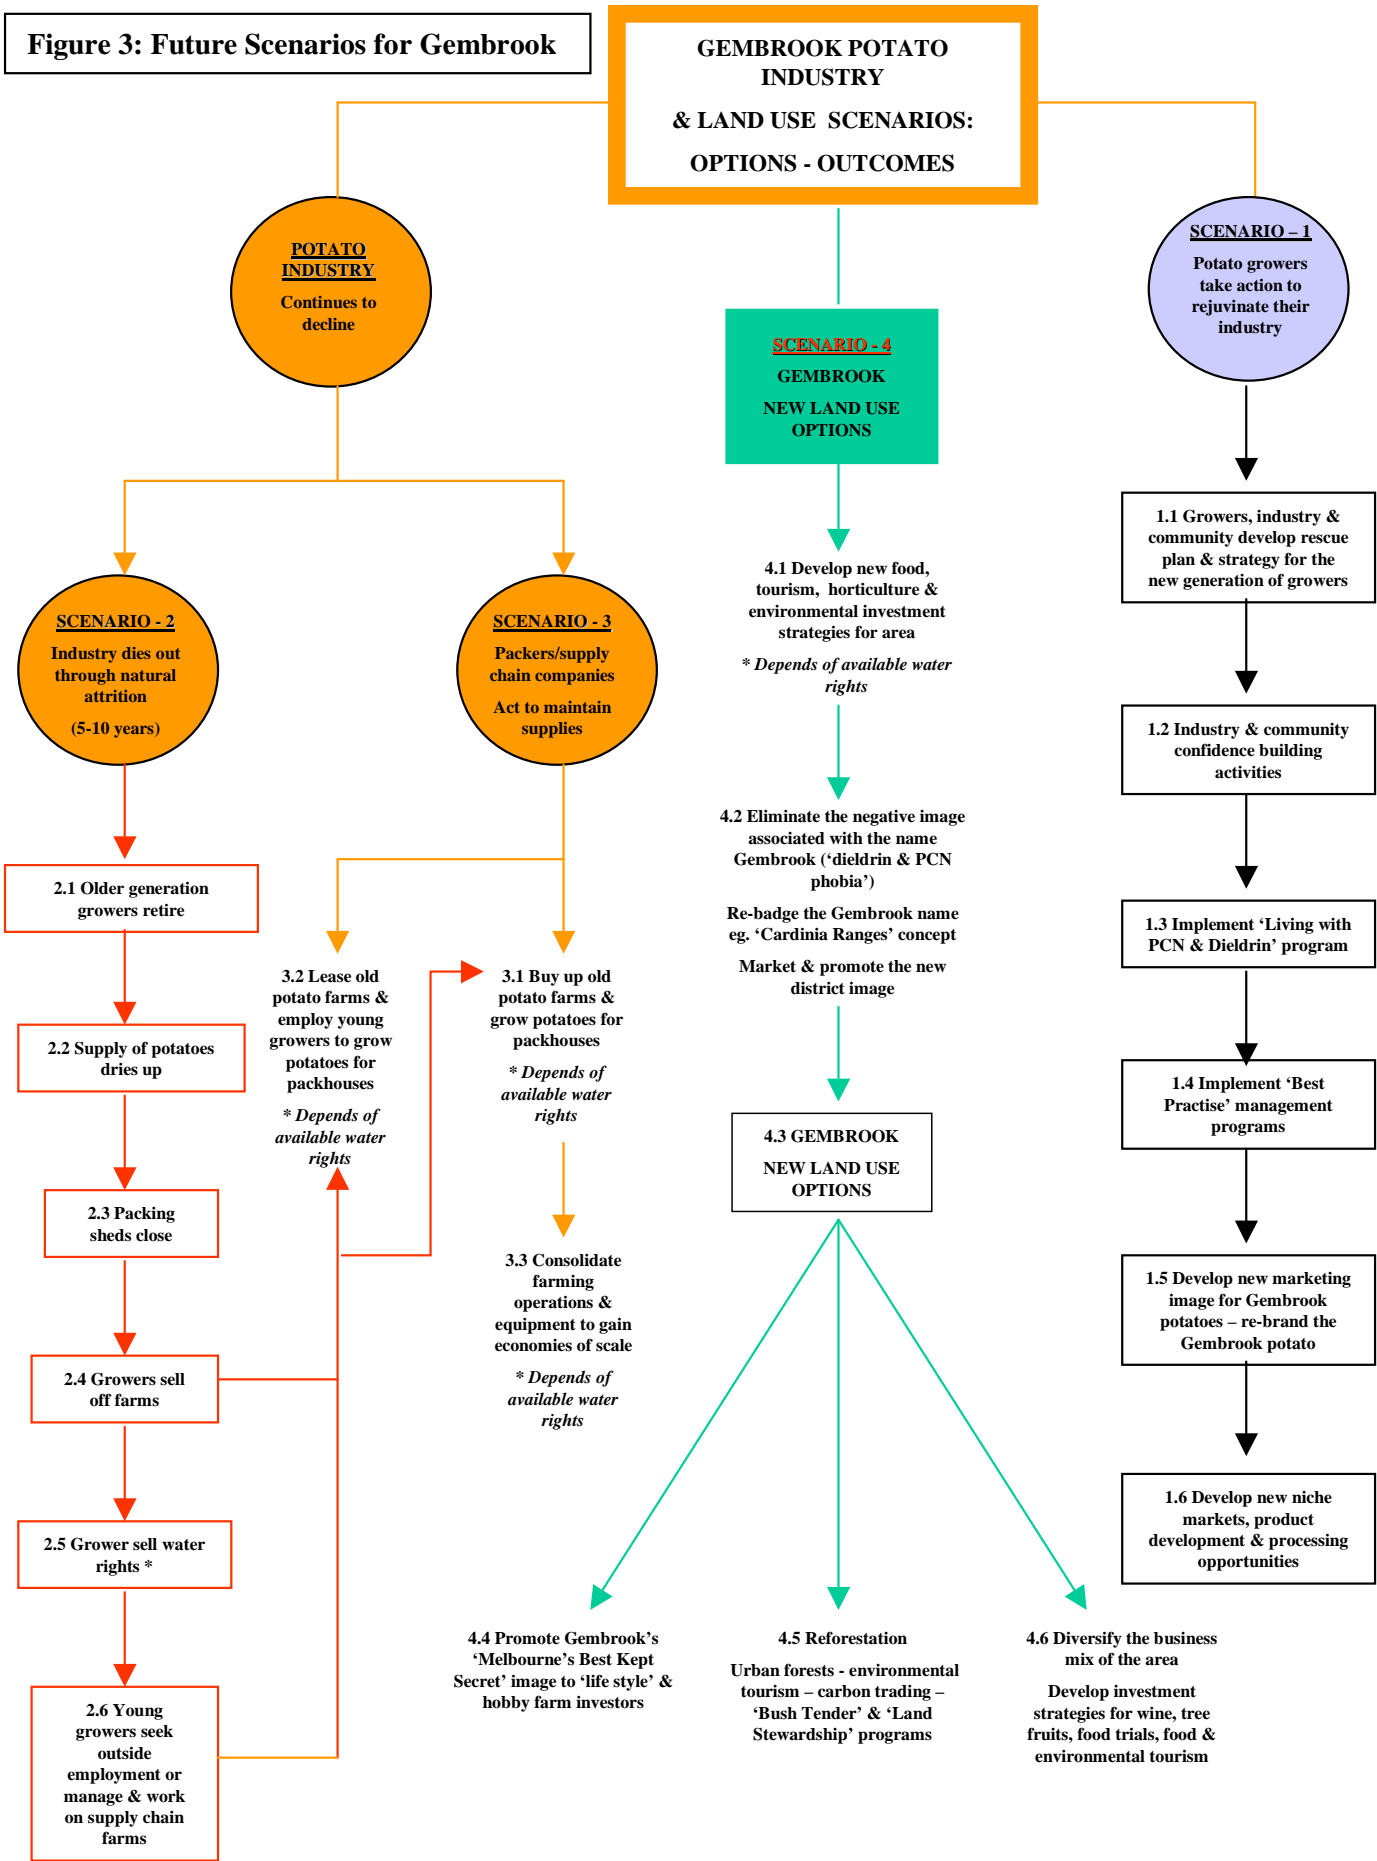 Figure 3: Future Scenarios for Gembrook
GEMBROOK POTATO
INDUSTRY
& LAND USE SCENARIOS:
OPTIONS - OUTCOMES
POTATO
INDUSTRY
Continues to
decline
SCENARIO – 1
Potato growers
take action to
rejuvinate their
industry
SCENARIO - 4
GEMBROOK
NEW LAND USE
OPTIONS
SCENARIO - 2
Industry dies out
through natural
attrition
(5-10 years)
SCENARIO - 3
Packers/supply
chain companies
Act to maintain
supplies
2.1 Older generation
growers retire
2.2 Supply of potatoes
dries up
2.3 Packing
sheds close
2.4 Growers sell
off farms
2.5 Grower sell water
rights *
2.6 Young
growers seek
outside
employment or
manage & work
on supply chain
farms
3.2 Lease old
potato farms &
employ young
growers to grow
potatoes for
packhouses
* Depends of
available water
rights
3.1 Buy up old
potato farms &
grow potatoes for
packhouses
* Depends of
available water
rights
3.3 Consolidate
farming
operations &
equipment to gain
economies of scale
* Depends of
available water
rights
4.1 Develop new food,
tourism, horticulture &
environmental investment
strategies for area
* Depends of available water
rights
4.2 Eliminate the negative image
associated with the name
Gembrook (‘dieldrin & PCN
phobia’)
Re-badge the Gembrook name
eg. ‘Cardinia Ranges’ concept
Market & promote the new
district image
4.3 GEMBROOK
NEW LAND USE
OPTIONS
4.4 Promote Gembrook’s
‘Melbourne’s Best Kept
Secret’ image to ‘life style’ &
hobby farm investors
4.5 Reforestation
Urban forests - environmental
tourism – carbon trading –
‘Bush Tender’ & ‘Land
Stewardship’ programs
4.6 Diversify the business
mix of the area
Develop investment
strategies for wine, tree
fruits, food trials, food &
environmental tourism
1.1 Growers, industry &
community develop rescue
plan & strategy for the
new generation of growers
1.2 Industry & community
confidence building
activities
1.3 Implement ‘Living with
PCN & Dieldrin’ program
1.4 Implement ‘Best
Practise’ management
programs
1.5 Develop new marketing
image for Gembrook
potatoes – re-brand the
Gembrook potato
1.6 Develop new niche
markets, product
development & processing
opportunities